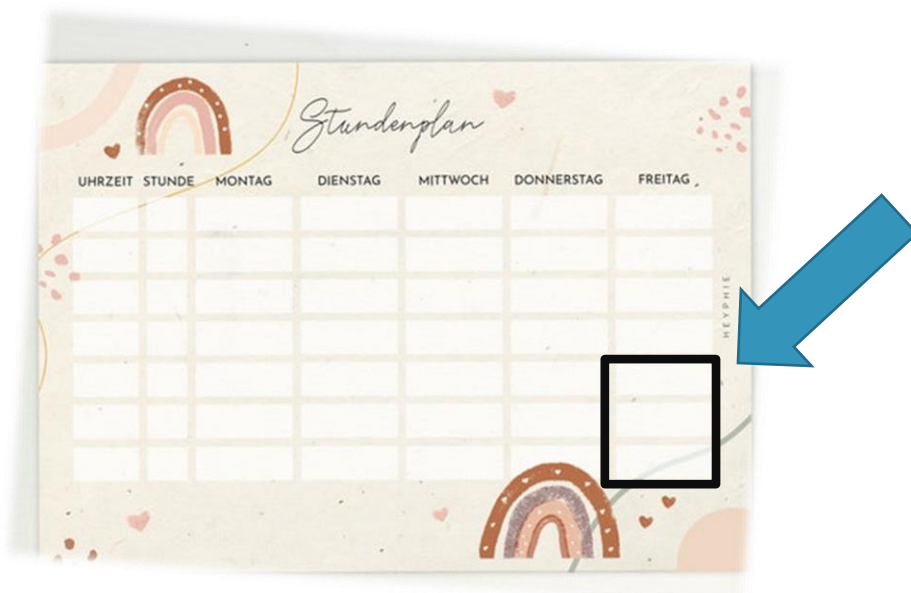 Stundenplan
UHRZEIT STUNDE MONTAG DIENSTAG MITTWOCH DONNERSTAG FREITAG
HEYPHIE